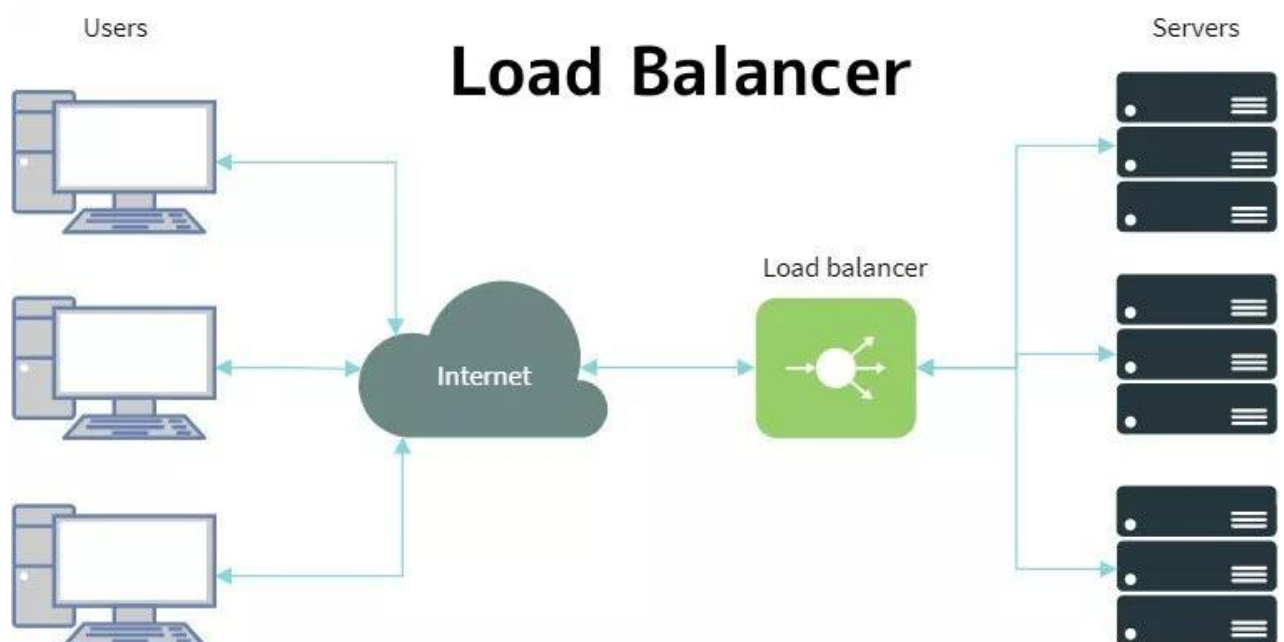 Users
Load Balancer
Servers
Load balancer
Internet